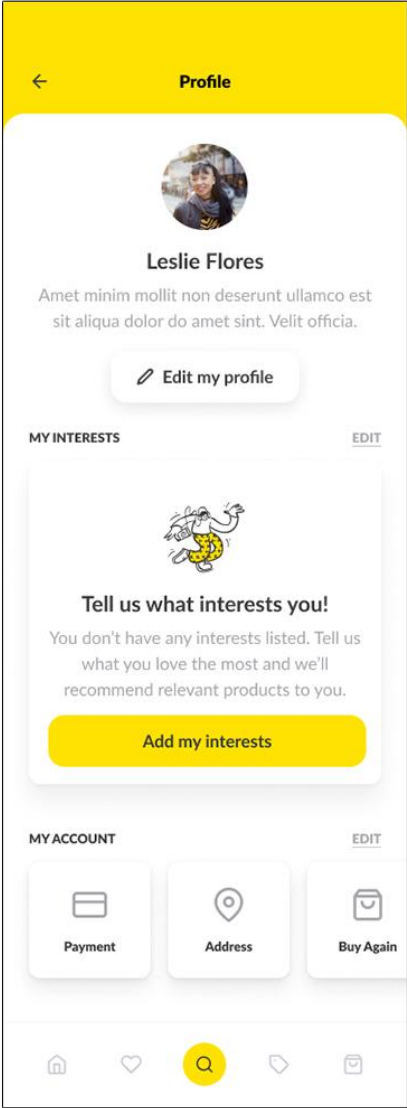 Profile
Leslie Flores
Amet minim mollit non deserunt ullamco est
sit aliqua dolor do amet sint. Velit officia.
Edit my profile
MY INTERESTS EDIT
Tell us what interests you!
You don't have any interests listed. Tell us
what you love the most and we'll
recommend relevant products to you.
Add my interests
MY ACCOUNT EDIT
Payment Address Buy Again